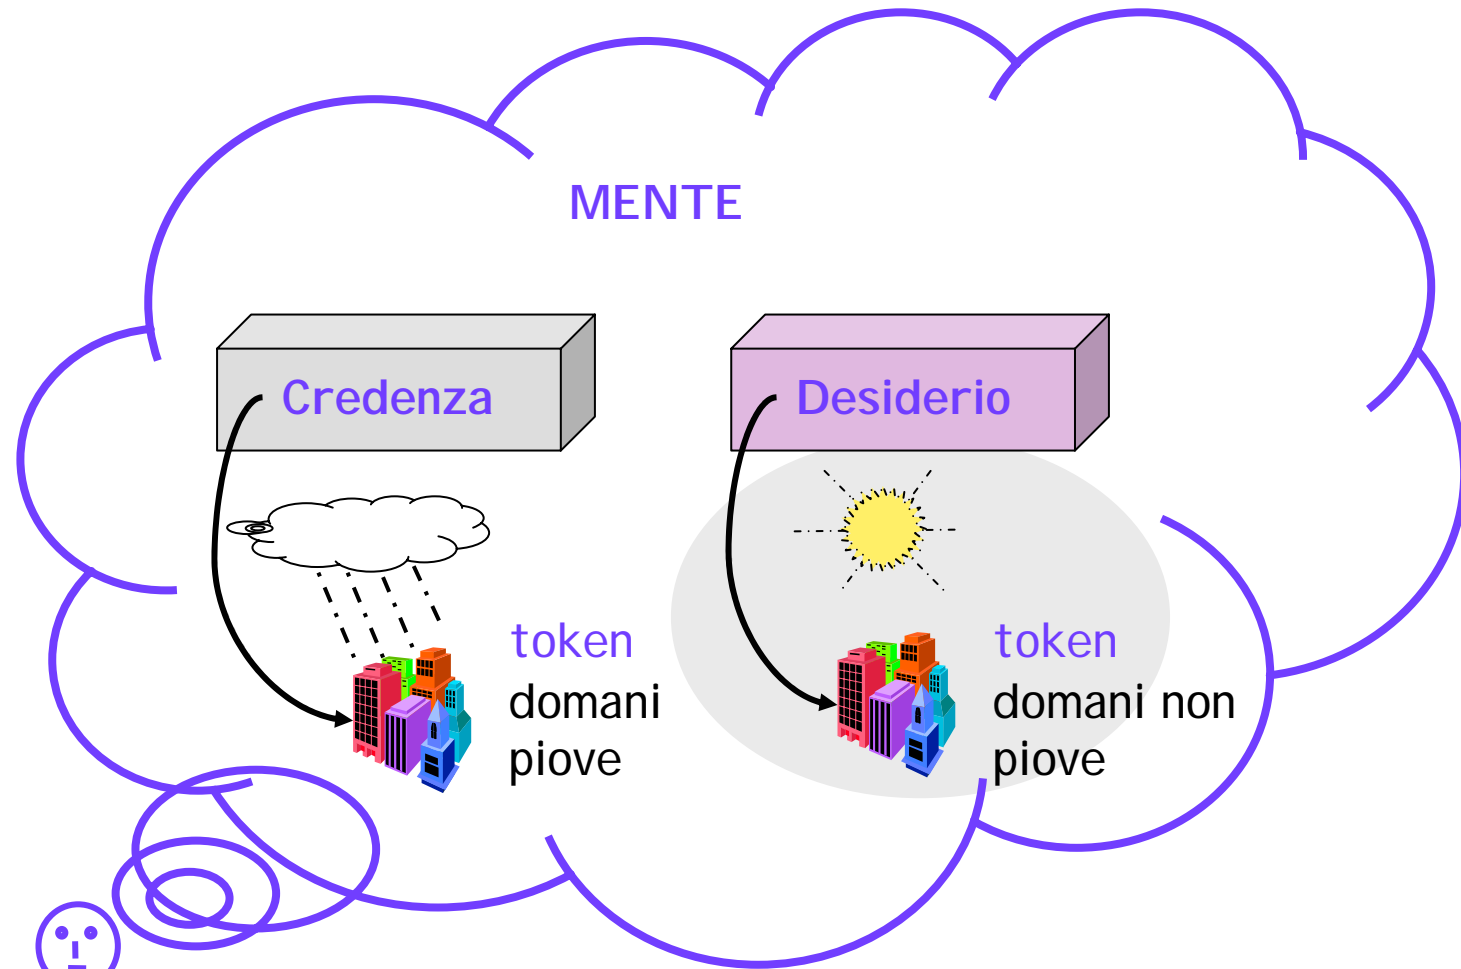 MENTE
Credenza
Desiderio
token
domani
piove
token
domani non
piove